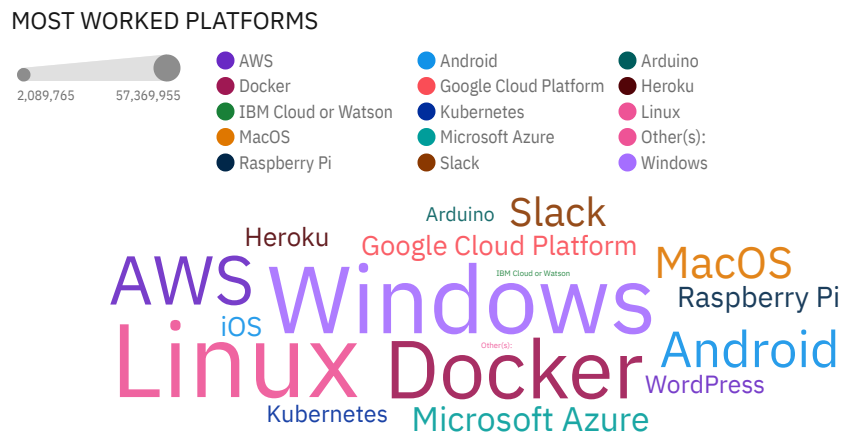 MOST WORKED PLATFORMS
2,089,765 57,369,955
AWS Android Arduino
Docker Google Cloud Platform Heroku
IBM Cloud or Watson Kubernetes Linux
MacOS Microsoft Azure Other(s):
Raspberry Pi Slack Windows
Arduino Slack
Heroku Google Cloud Platform
AWS Windows IBM Cloud or Watson MacOS
Raspberry Pi
iOS
Linux Docker Other(s): Android
WordPress
Kubernetes Microsoft Azure